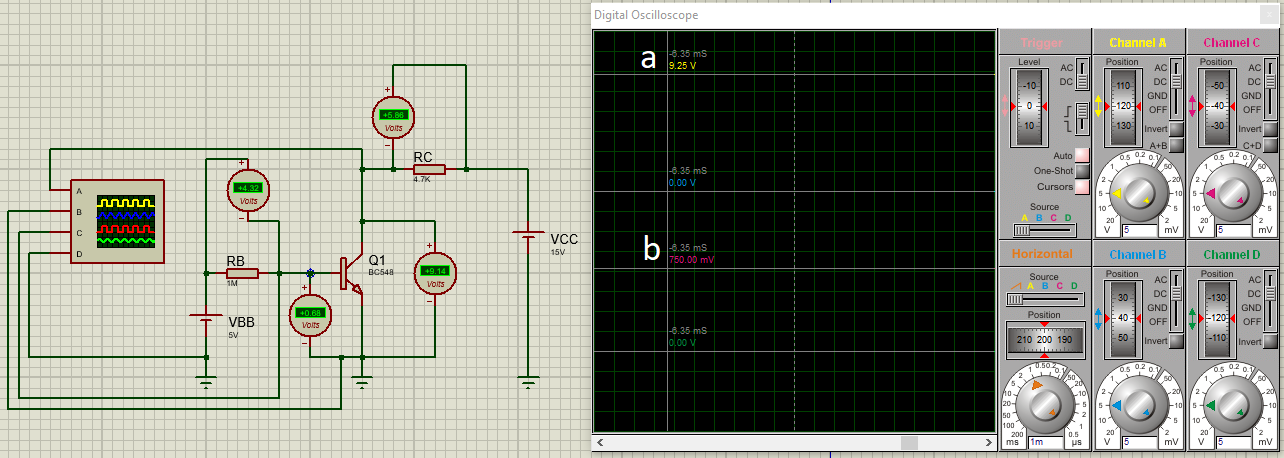 Digital Oscilloscope
a
-6.35 mS
9.25 V
-6.35 mS
0.00 V
b
-6.35 mS
750.00 mV
-6.35 mS
0.00 V
+5.86
Volts
RC
4.7K
+4.32
Volts
A
B
C
D
RB
1M
Q1
BC548
+9.14
Volts
+0.68
Volts
VBB
5V
VCC
15V
Trigger
Level
-10
0
10
AC
DC
Auto
One-Shot
Cursors
Source
A B C D
Channel A
Position
110
-120
-130
AC
DC
GND
OFF
Invert
A+B
20
10
5
2
1
0.5
0.2
0.1
50
20
10
5
2
V
5
mV
Channel C
Position
-50
-40
-30
AC
DC
GND
OFF
Invert
C+D
20
10
5
2
1
0.5
0.2
0.1
50
20
10
5
2
V
5
mV
Horizontal
Source
A B C D
Position
210 200 190
200
100
50
20
10
5
2
1
0.50
0.2
0.1
50
20
10
5
2
1
0.5
ms
1m
µs
Channel B
Position
30
40
50
AC
DC
GND
OFF
Invert
20
10
5
2
1
0.5
0.2
0.1
50
20
10
5
2
V
5
mV
Channel D
Position
-130
-120
-110
AC
DC
GND
OFF
Invert
20
10
5
2
1
0.5
0.2
0.1
50
20
10
5
2
V
5
mV